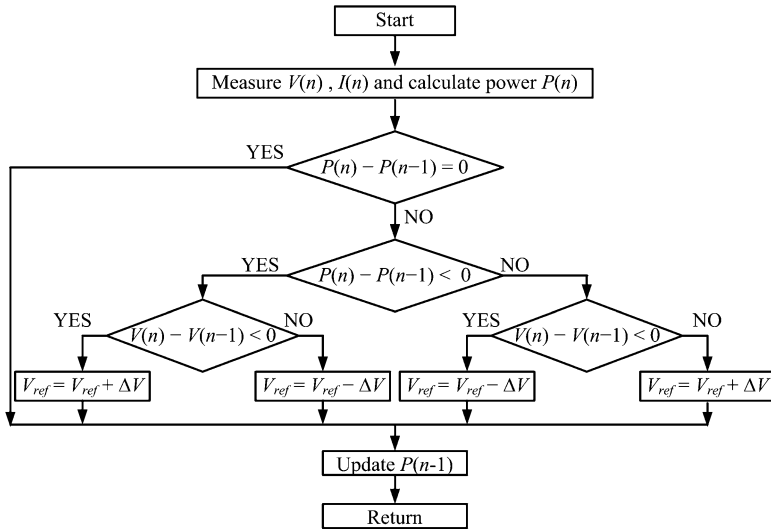 Start
Measure V(n) , I(n) and calculate power P(n)
YES
P(n) − P(n−1) = 0
NO
YES
P(n) − P(n−1) < 0
NO
YES
V(n) − V(n−1) < 0
NO
YES
V(n) − V(n−1) < 0
NO
Vref = Vref + ΔV
Vref = Vref − ΔV
Vref = Vref − ΔV
Vref = Vref + ΔV
Update P(n-1)
Return